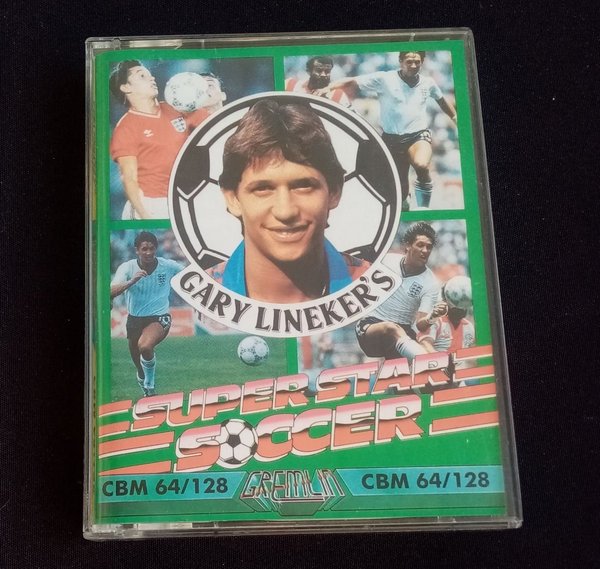 GARY LINEKER'S
SUPER STAR
SOCCER
CBM 64/128 GREMLIN CBM 64/128